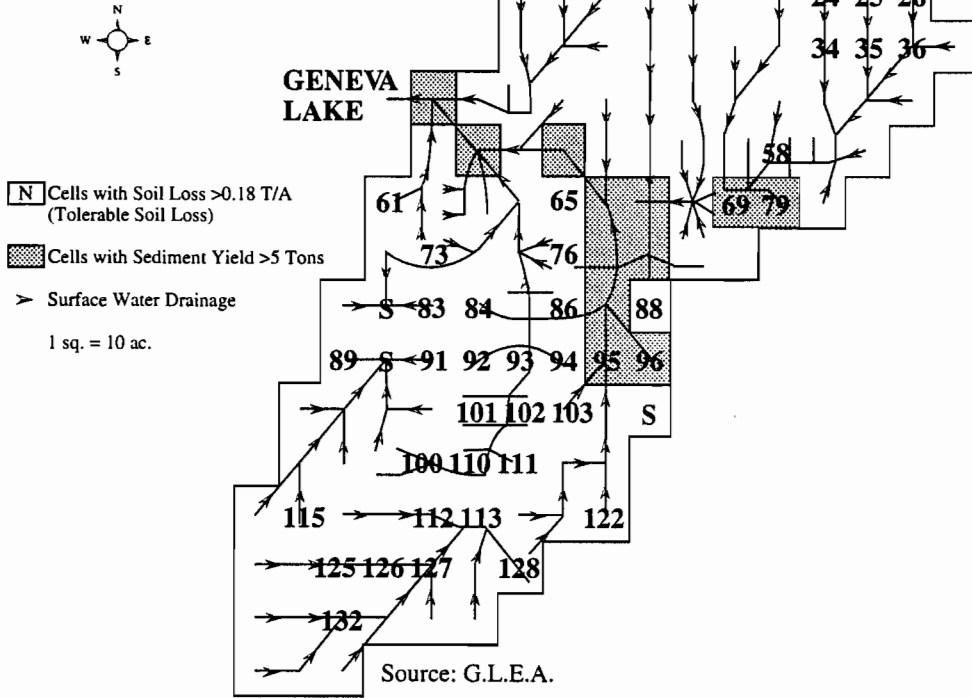 N
W E
S
24 25 26
34 35 36
GENEVA
LAKE
58
N Cells with Soil Loss >0.18 T/A
(Tolerable Soil Loss)
61 65 69 79
Cells with Sediment Yield >5 Tons
73 76
Surface Water Drainage
S 83 84 86 88
1 sq. = 10 ac.
89 S 91 92 93 94 95 96
101 102 103 S
100 110 111
115 112 113 122
125 126 127 128
132
Source: G.L.E.A.